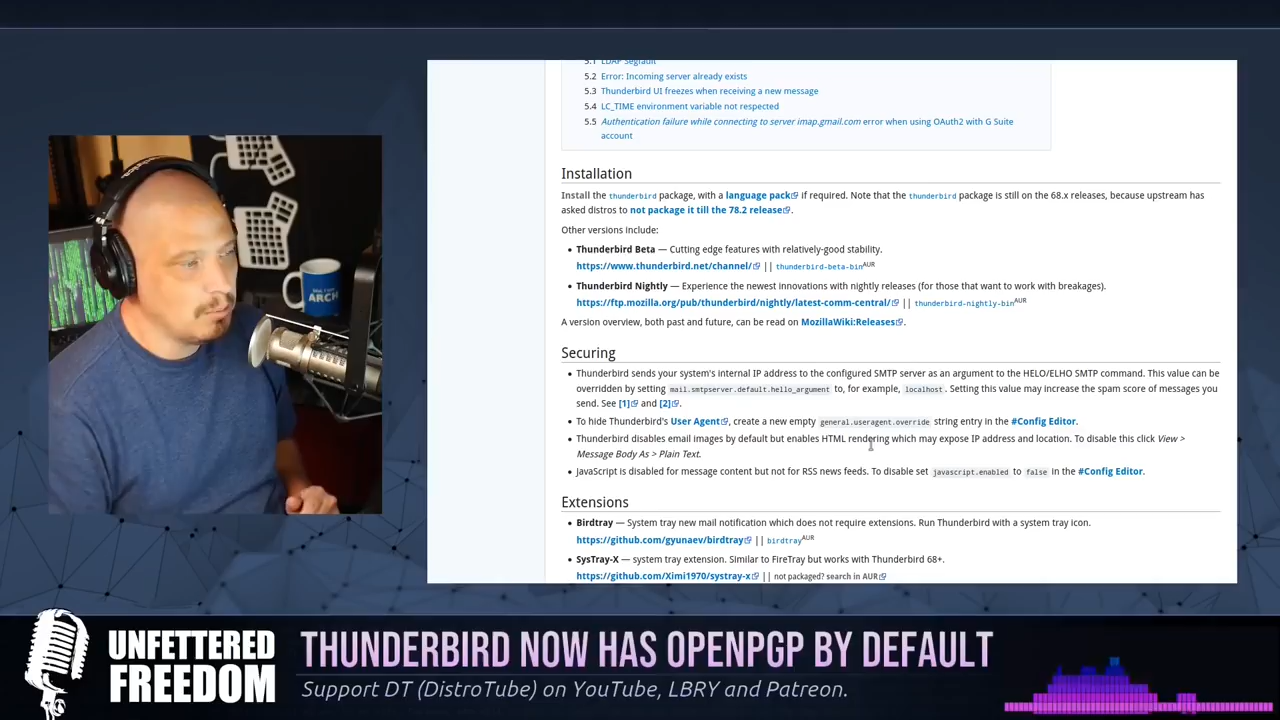 5.1 LDAP Segfault
5.2 Error: Incoming server already exists
5.3 Thunderbird UI freezes when receiving a new message
5.4 LC_TIME environment variable not respected
5.5 Authentication failure while connecting to server imap.gmail.com error when using OAuth2 with G Suite
account
Installation
Install the thunderbird package, with a language pack if required. Note that the thunderbird package is still on the 68.x releases, because upstream has
asked distros to not package it till the 78.2 release.
Other versions include:
• Thunderbird Beta — Cutting edge features with relatively-good stability.
https://www.thunderbird.net/channel/ || thunderbird-beta-binAUR
• Thunderbird Nightly — Experience the newest innovations with nightly releases (for those that want to work with breakages).
https://ftp.mozilla.org/pub/thunderbird/nightly/latest-comm-central/ || thunderbird-nightly-binAUR
A version overview, both past and future, can be read on MozillaWiki:Releases.
Securing
• Thunderbird sends your system's internal IP address to the configured SMTP server as an argument to the HELO/ELHO SMTP command. This value can be
overridden by setting mail.smtpserver.default.hello_argument to, for example, localhost. Setting this value may increase the spam score of messages you
send. See [1] and [2].
• To hide Thunderbird's User Agent, create a new empty general.useragent.override string entry in the #Config Editor.
• Thunderbird disables email images by default but enables HTML rendering which may expose IP address and location. To disable this click View >
Message Body As > Plain Text.
• JavaScript is disabled for message content but not for RSS news feeds. To disable set javascript.enabled to false in the #Config Editor.
Extensions
• Birdtray — System tray new mail notification which does not require extensions. Run Thunderbird with a system tray icon.
https://github.com/gyunaev/birdtray || birdtrayAUR
• SysTray-X — system tray extension. Similar to FireTray but works with Thunderbird 68+.
https://github.com/Ximi1970/systray-x || not packaged? search in AUR
ARCH
UNFETTERED
FREEDOM
THUNDERBIRD NOW HAS OPENPGP BY DEFAULT
Support DT (DistroTube) on YouTube, LBRY and Patreon.